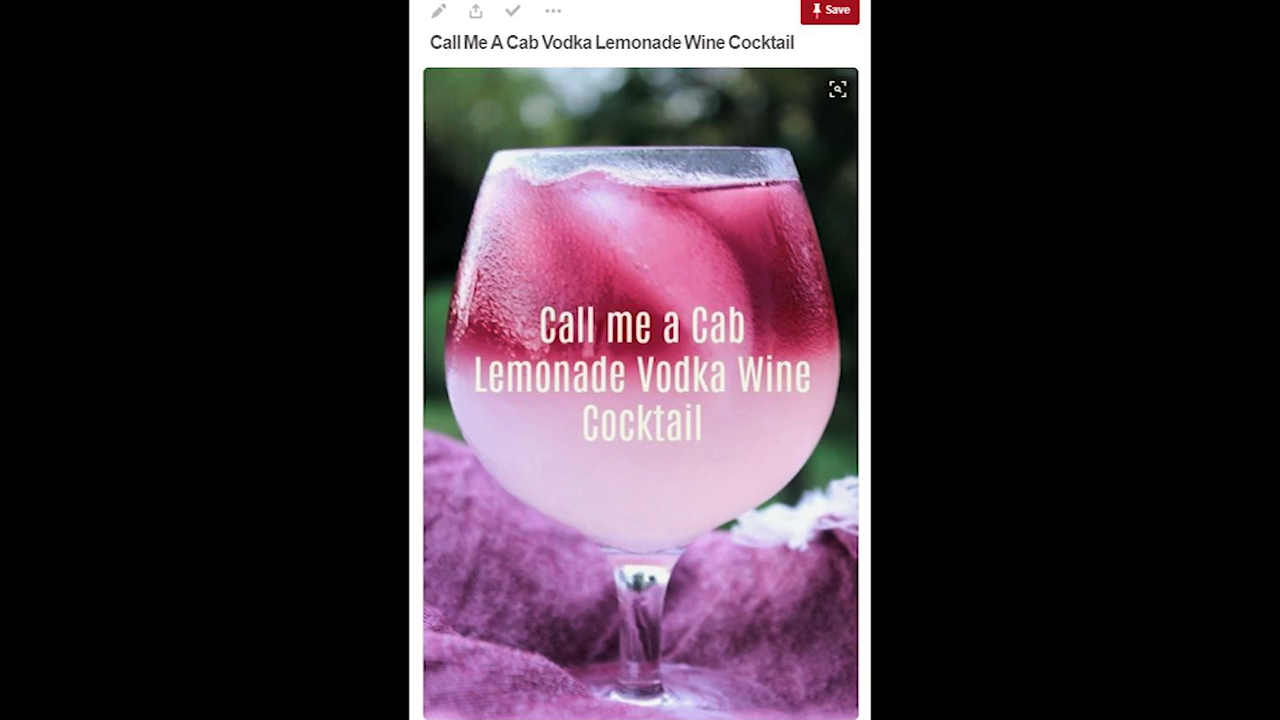 Save
Call Me A Cab Vodka Lemonade Wine Cocktail
Call me a Cab
Lemonade Vodka Wine
Cocktail